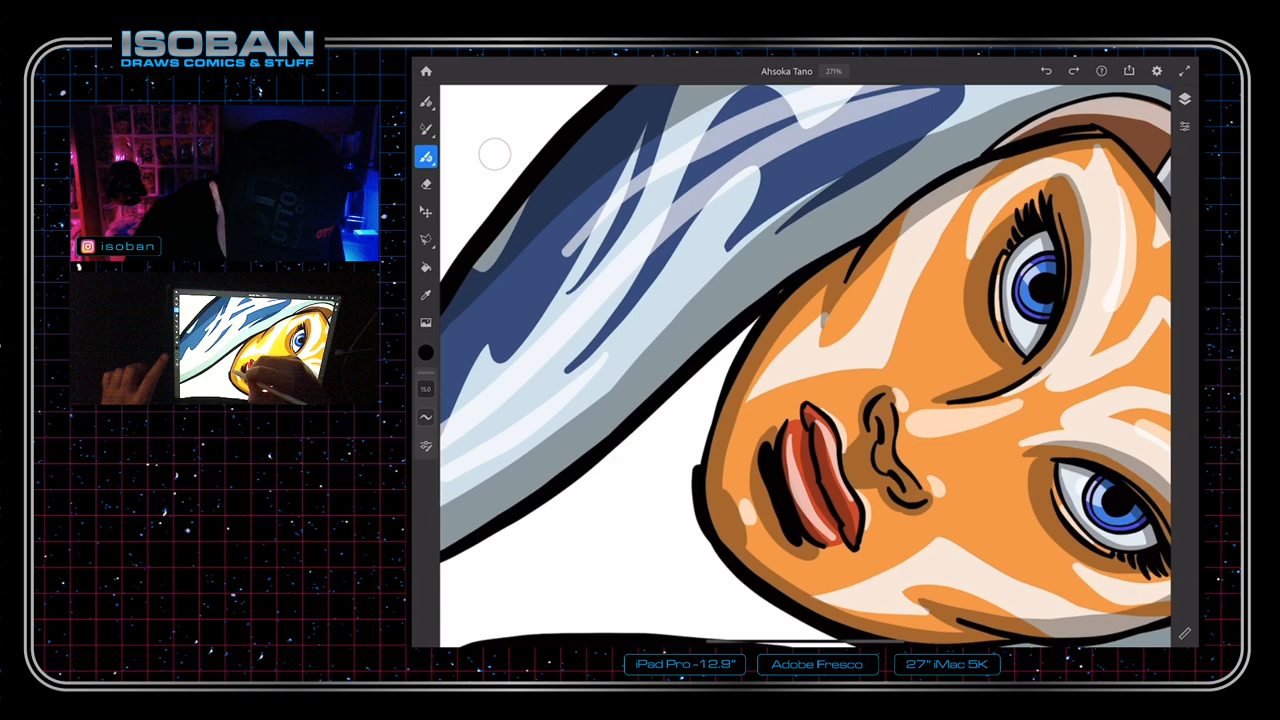 ISOBAN
DRAWS COMICS & STUFF
Ahsoka Tano
271%
isoban
15.0
iPad Pro -12.9"
Adobe Fresco
27" iMac 5K